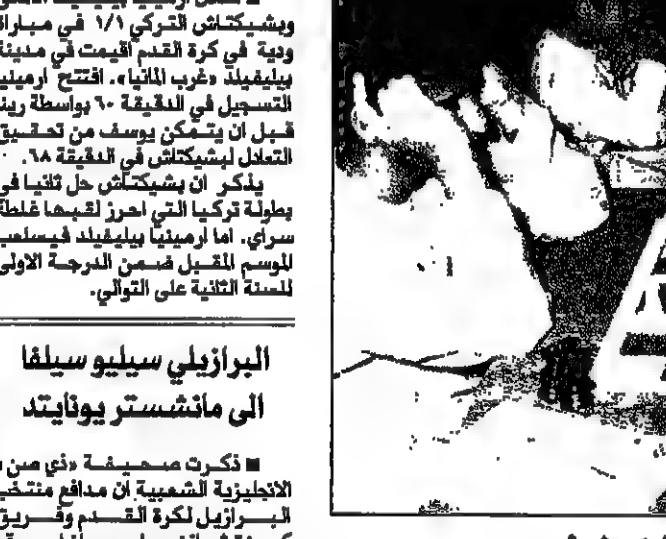 وبشيكتاش التركي ١/١ في مباراة
ودية في كرة القدم اقيمت في مدينة
بيليفيلد «غرب المانيا». افتتح ارمينيا
التسجيل في الدقيقة ٦٠ بواسطة
قبل ان يتمكن يوسف من تحقيق
التعادل لبشيكتاش في الدقيقة ٦٨.
يذكر ان بشيكتاش حل ثانيا في
بطولة تركيا التي احرز لقبها غلطة
سراي. اما ارمينيا بيليفيلد فيسلعب
الموسم المقبل ضمن الدرجة الاولى
للسنة الثانية على التوالي.
البرازيلي سيليو سيلفا
الى مانشستر يونايتد
■ ذكرت صحيفة «ذي صن
الانجليزية الشعبية ان مدافع منتخب
البرازيل لكرة القدم وفريق